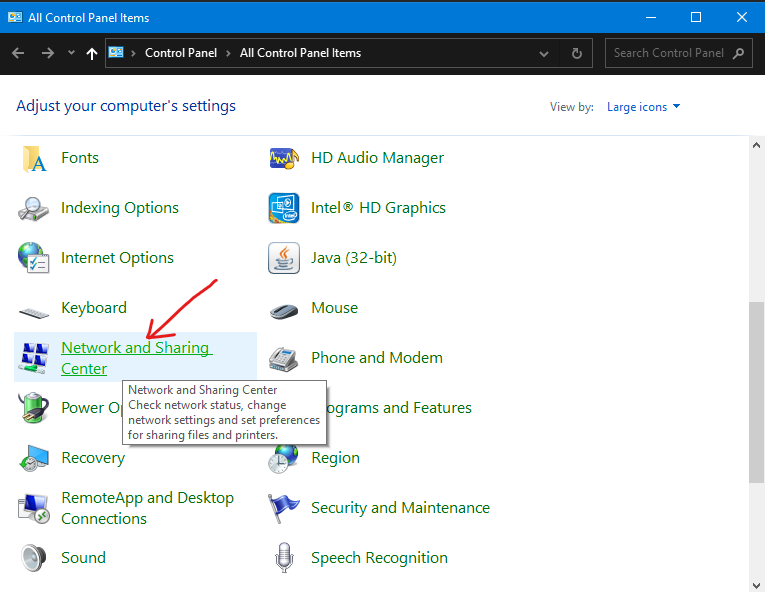 All Control Panel Items
Control Panel > All Control Panel Items
Search Control Panel
Adjust your computer's settings
View by: Large icons
Fonts
HD Audio Manager
Indexing Options
Intel® HD Graphics
Internet Options
Java (32-bit)
Keyboard
Mouse
Network and Sharing
Center
Phone and Modem
Network and Sharing Center
Check network status, change
network settings and set preferences
for sharing files and printers.
Power Op
ograms and Features
Recovery
Region
RemoteApp and Desktop
Connections
Security and Maintenance
Sound
Speech Recognition